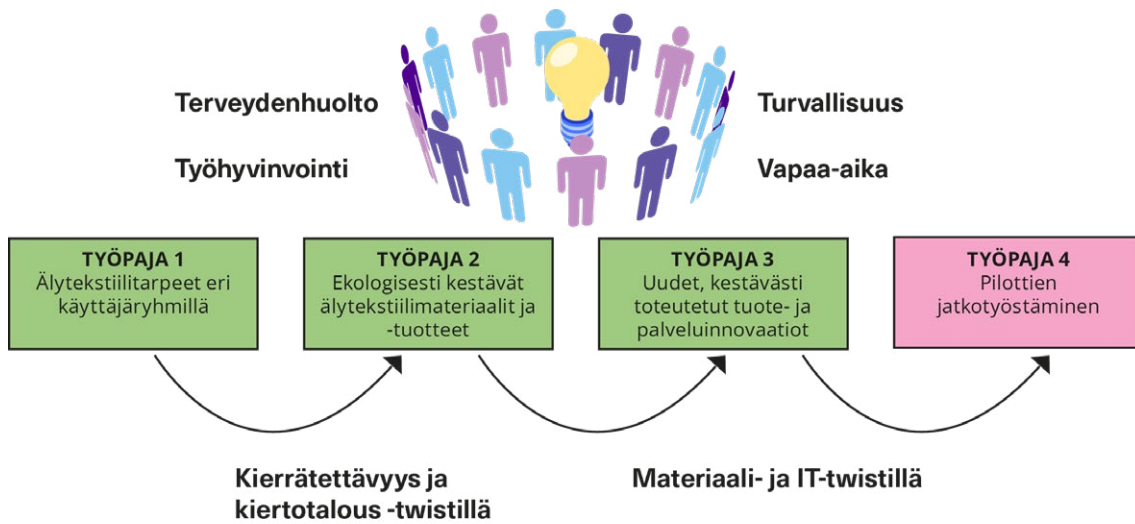 Terveydenhuolto
Turvallisuus
Työhyvinvointi
Vapaa-aika
TYÖPAJA 1
Älytekstiilitarpeet eri
käyttäjäryhmillä
TYÖPAJA 2
Ekologisesti kestävät
älytekstiilimateriaalit ja
-tuotteet
TYÖPAJA 3
Uudet, kestävästi
toteutetut tuote- ja
palveluinnovaatiot
TYÖPAJA 4
Pilottien
jatkotyöstäminen
Kierrätettävyys ja
kiertotalous -twistillä
Materiaali- ja IT-twistillä